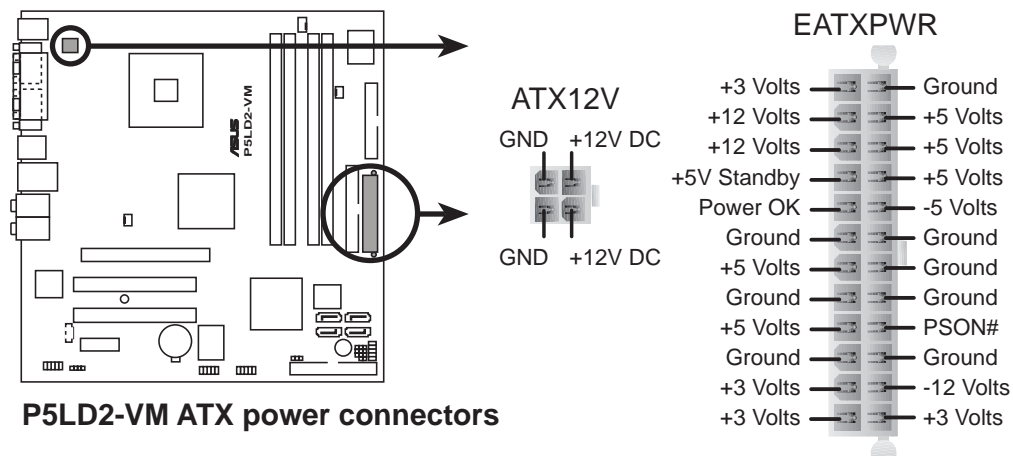 EATXPWR
ATX12V
GND +12V DC
GND +12V DC
+3 Volts Ground
+12 Volts +5 Volts
+12 Volts +5 Volts
+5V Standby +5 Volts
Power OK -5 Volts
Ground Ground
+5 Volts Ground
Ground Ground
+5 Volts PSON#
Ground Ground
+3 Volts -12 Volts
+3 Volts +3 Volts
ASUS
P5LD2-VM
P5LD2-VM ATX power connectors